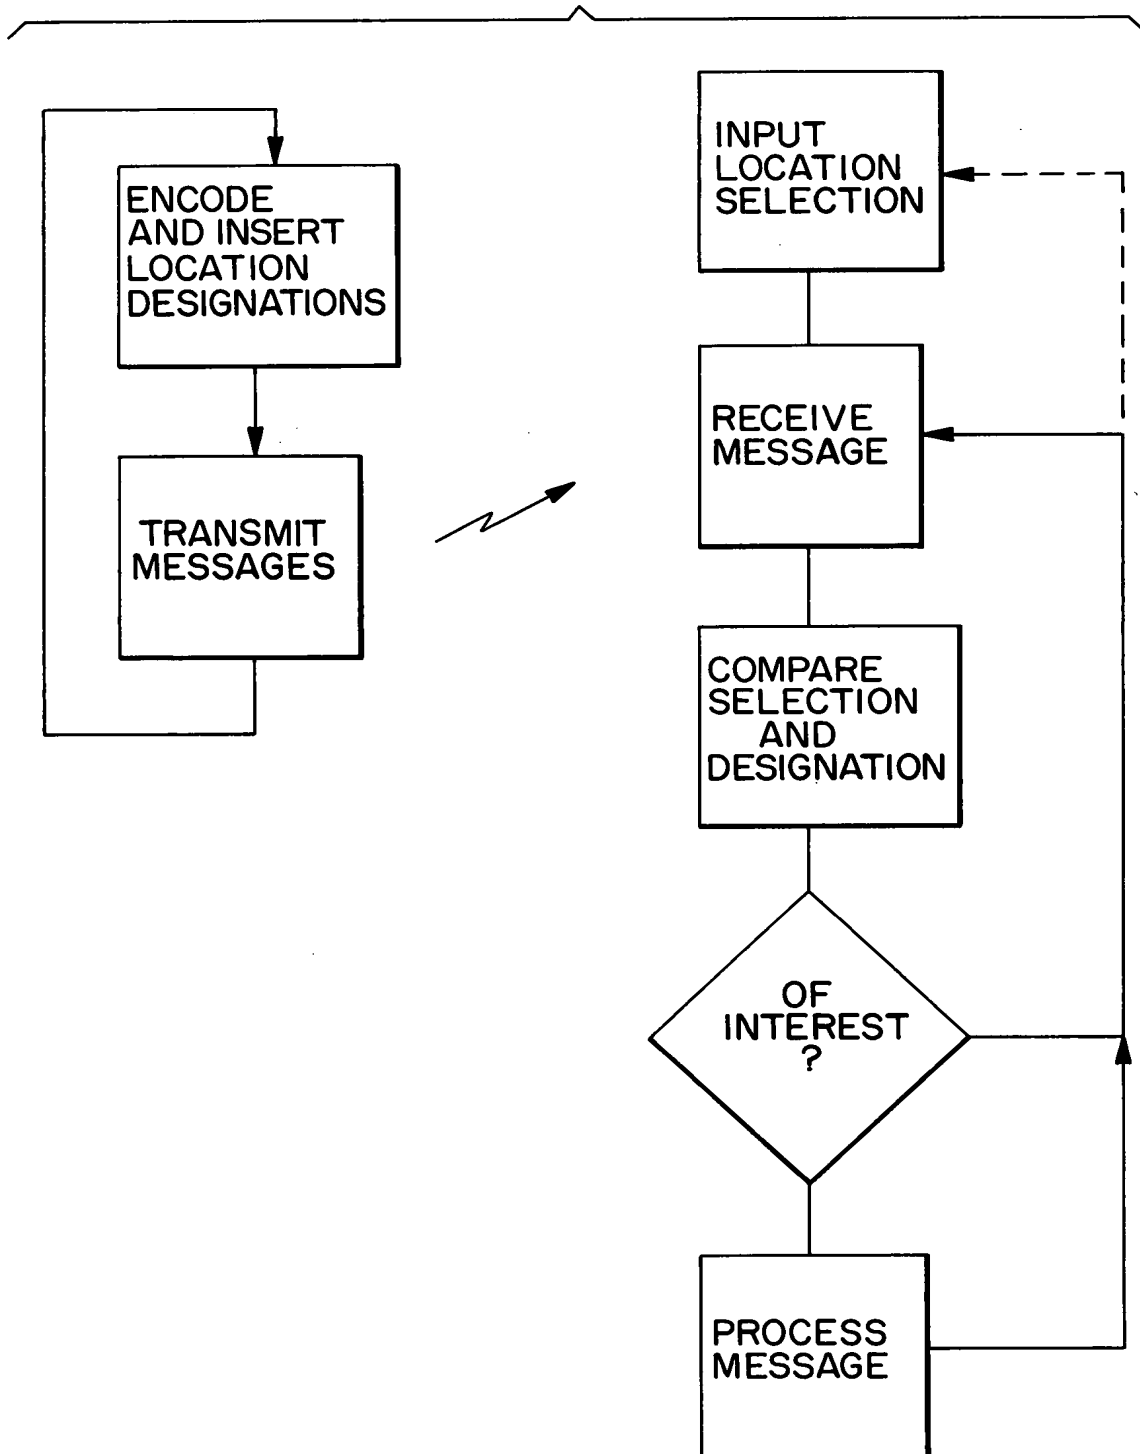 ENCODE
AND INSERT
LOCATION
DESIGNATIONS
TRANSMIT
MESSAGES
INPUT
LOCATION
SELECTION
RECEIVE
MESSAGE
COMPARE
SELECTION
AND
DESIGNATION
OF
INTEREST
?
PROCESS
MESSAGE